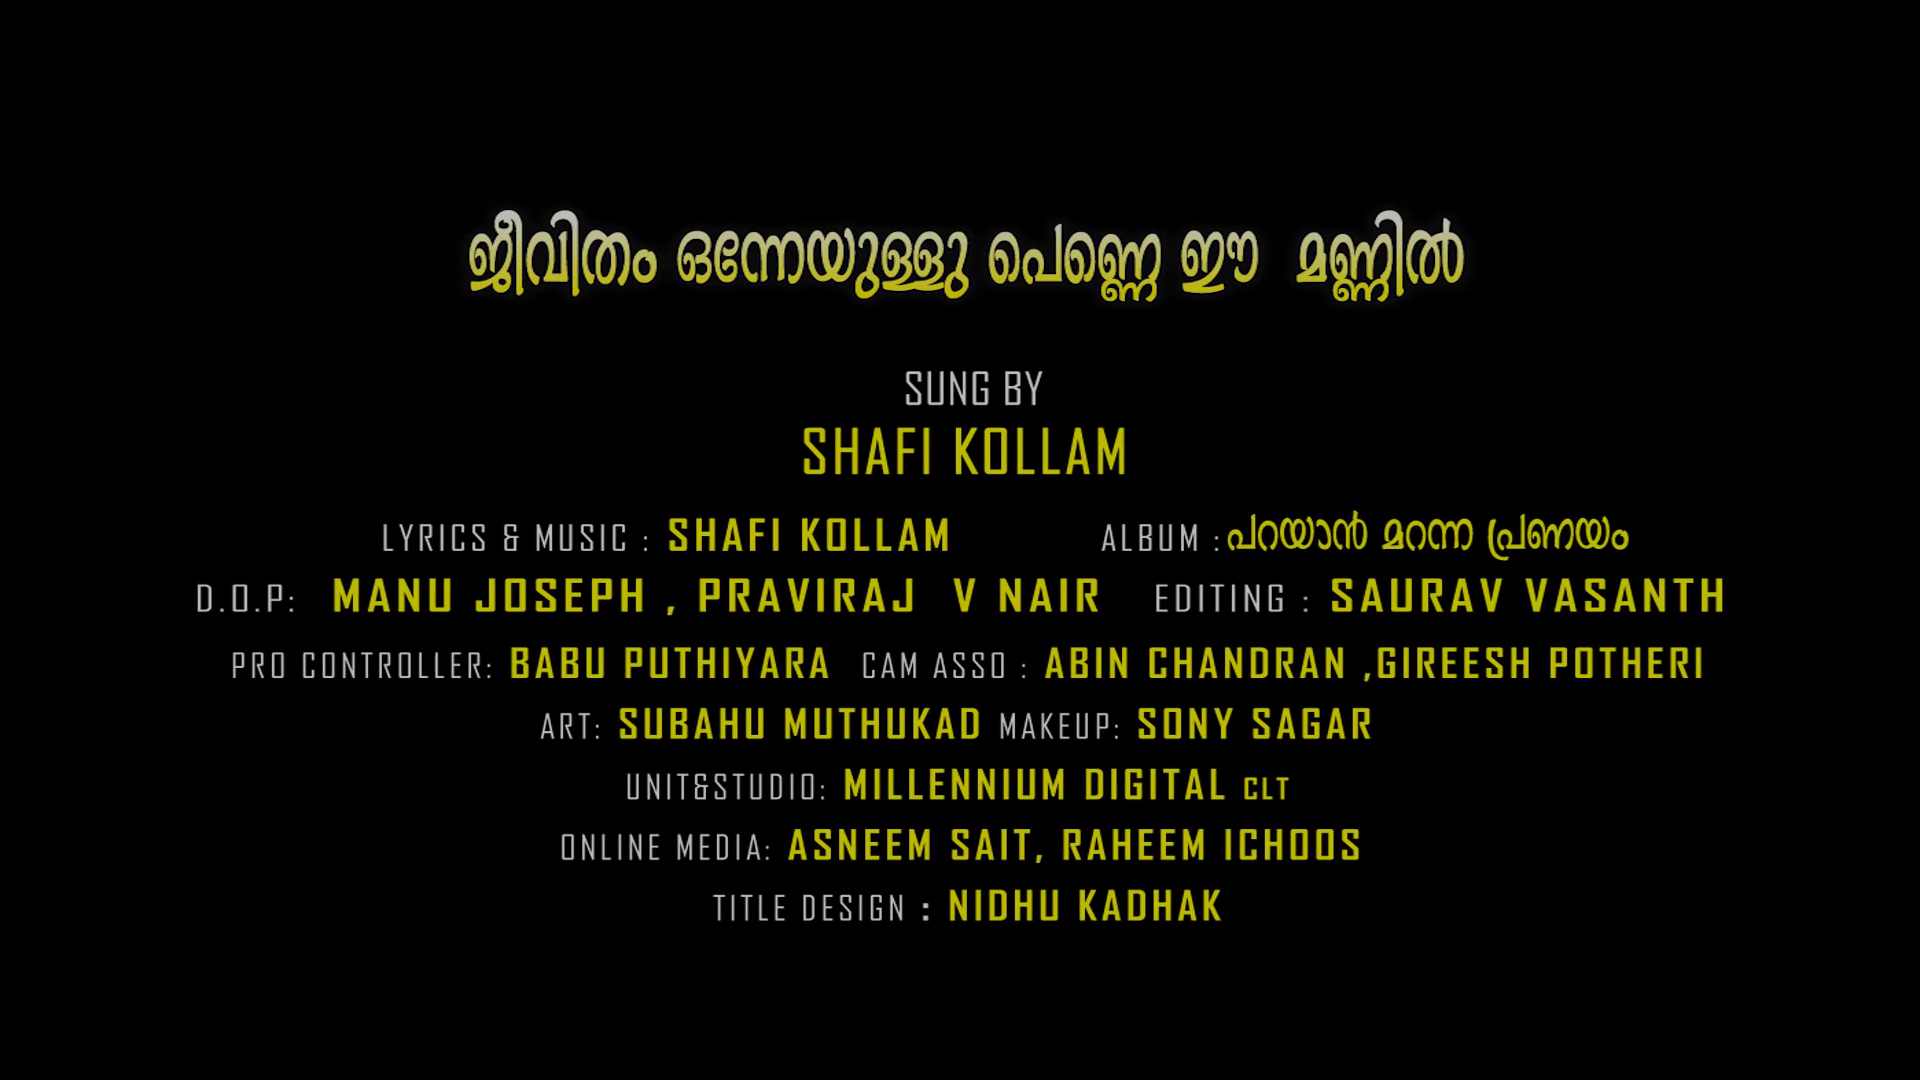 ജീവിതം ഒന്നേയുള്ളു പെണ്ണെ ഈ മണ്ണിൽ
SUNG BY
SHAFI KOLLAM
LYRICS & MUSIC : SHAFI KOLLAM ALBUM : പറയാൻ മറന്ന പ്രണയം
D.O.P: MANU JOSEPH , PRAVIRAJ V NAIR EDITING : SAURAV VASANTH
PRO CONTROLLER: BABU PUTHIYARA CAM ASSO : ABIN CHANDRAN ,GIREESH POTHERI
ART: SUBAHU MUTHUKAD MAKEUP: SONY SAGAR
UNIT&STUDIO: MILLENNIUM DIGITAL CLT
ONLINE MEDIA: ASNEEM SAIT, RAHEEM ICHOOS
TITLE DESIGN : NIDHU KADHAK